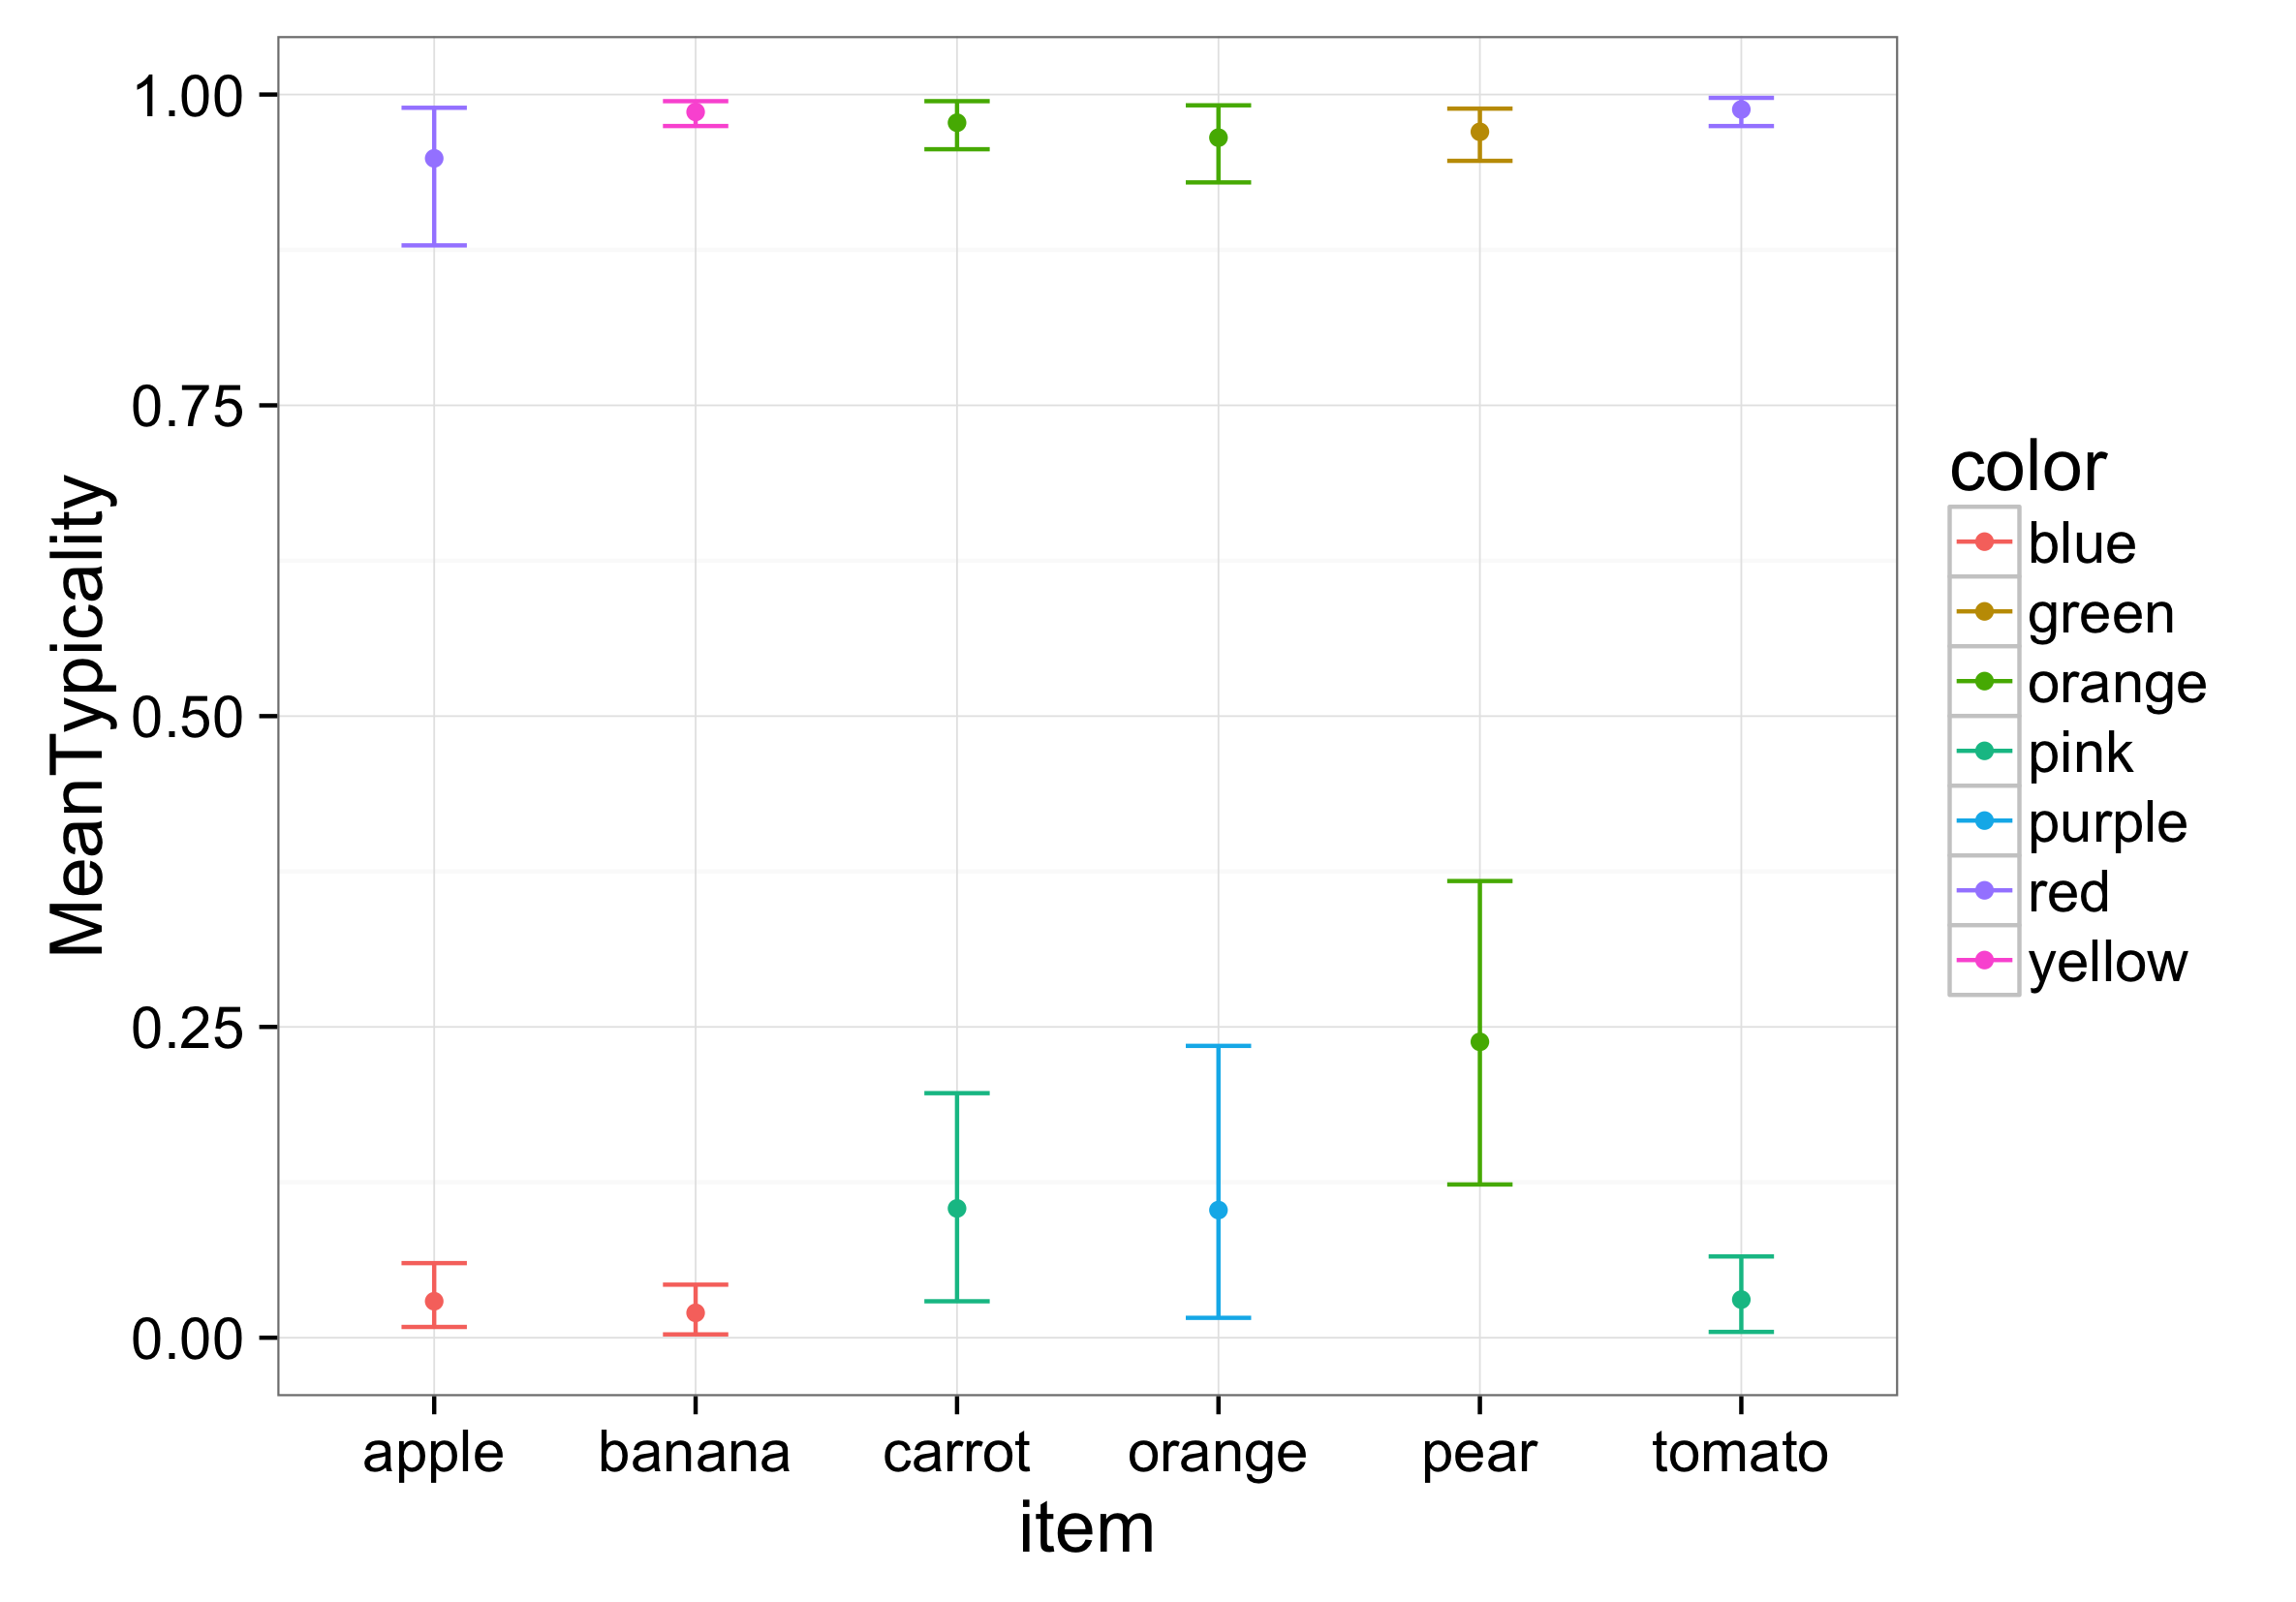 MeanTypicality
1.00
0.75
0.50
0.25
0.00
apple banana carrot orange pear tomato
item
color
blue
green
orange
pink
purple
red
yellow